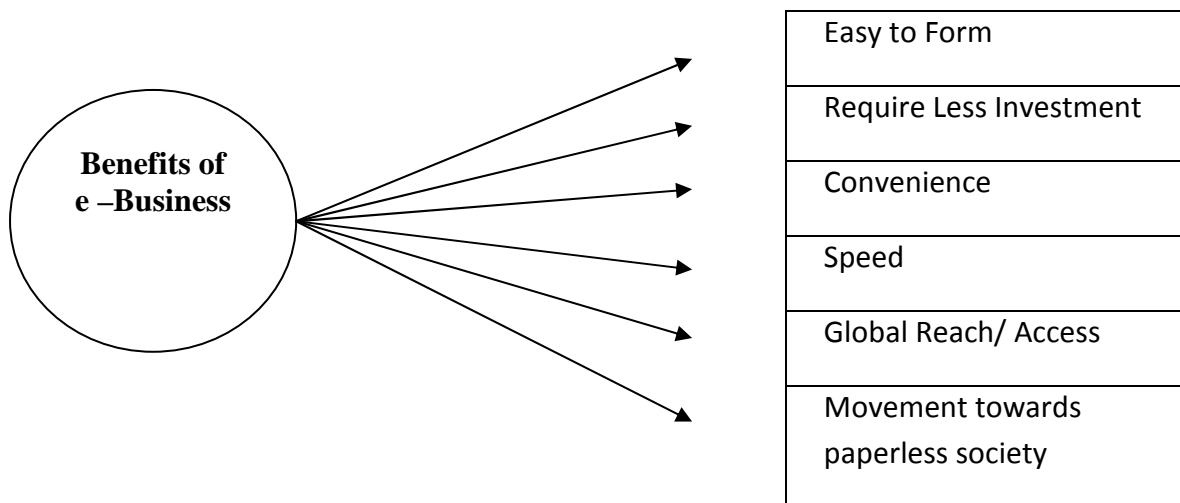 Benefits of
e –Business
Easy to Form
Require Less Investment
Convenience
Speed
Global Reach/ Access
Movement towards
paperless society